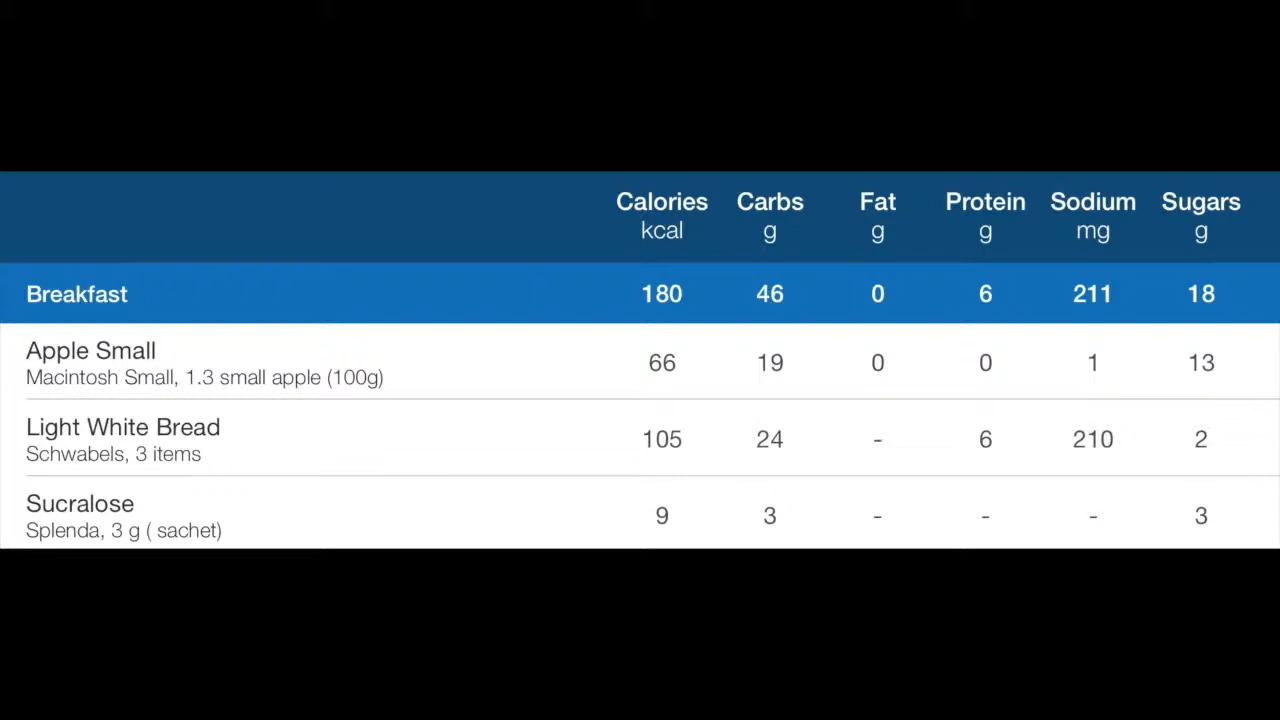 Calories Carbs Fat Protein Sodium Sugars
kcal g g g mg g
Breakfast 180 46 0 6 211 18
Apple Small
Macintosh Small, 1.3 small apple (100g) 66 19 0 0 1 13
Light White Bread
Schwabels, 3 items 105 24 - 6 210 2
Sucralose
Splenda, 3 g ( sachet) 9 3 - - - 3